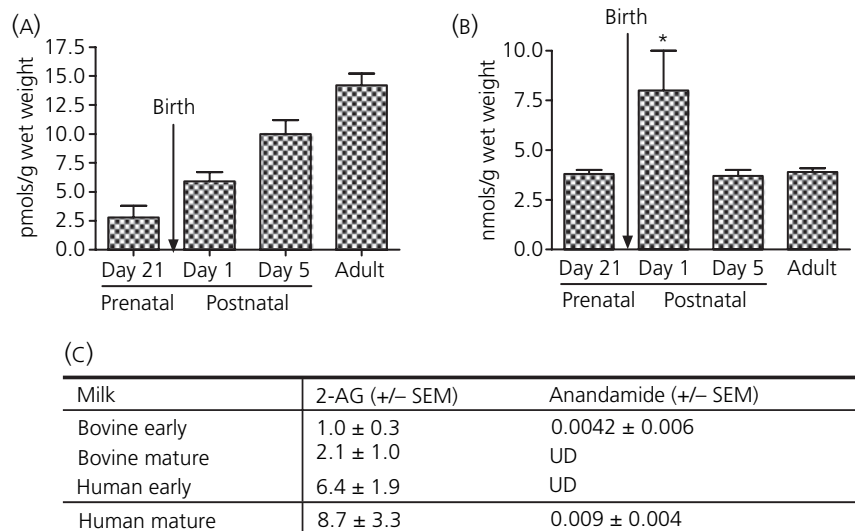 (A)
pmols/g wet weight
17.5
15.0
12.5
10.0
7.5
5.0
2.5
0.0
Birth
Day 21 Day 1 Day 5 Adult
Prenatal Postnatal
(B)
nmols/g wet weight
10.0
7.5
5.0
2.5
0.0
Birth
*
Day 21 Day 1 Day 5 Adult
Prenatal Postnatal
(C)
Milk 2-AG (+/– SEM) Anandamide (+/– SEM)
Bovine early 1.0 ± 0.3 0.0042 ± 0.006
Bovine mature 2.1 ± 1.0 UD
Human early 6.4 ± 1.9 UD
Human mature 8.7 ± 3.3 0.009 ± 0.004